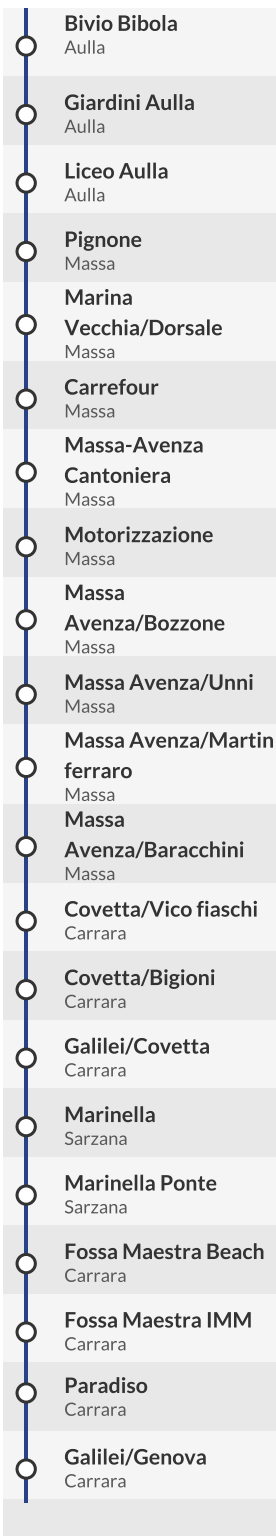 Bivio Bibola
Aulla
Giardini Aulla
Aulla
Liceo Aulla
Aulla
Pignone
Massa
Marina
Vecchia/Dorsale
Massa
Carrefour
Massa
Massa-Avenza
Cantoniera
Massa
Motorizzazione
Massa
Massa
Avenza/Bozzone
Massa
Massa Avenza/Unni
Massa
Massa Avenza/Martin
ferraro
Massa
Massa
Avenza/Baracchini
Massa
Covetta/Vico fiaschi
Carrara
Covetta/Bigioni
Carrara
Galilei/Covetta
Carrara
Marinella
Sarzana
Marinella Ponte
Sarzana
Fossa Maestra Beach
Carrara
Fossa Maestra IMM
Carrara
Paradiso
Carrara
Galilei/Genova
Carrara